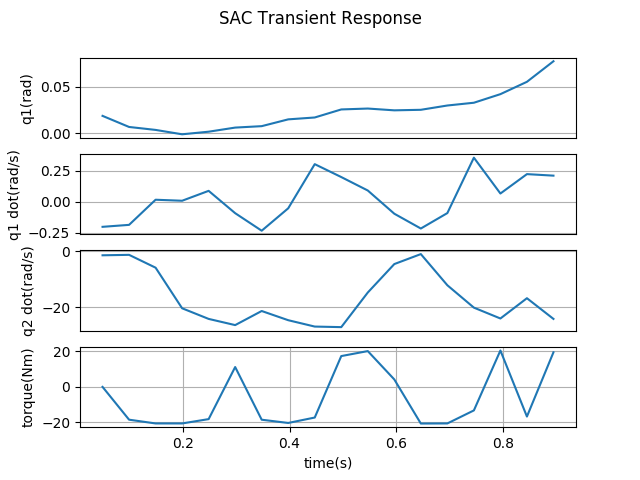 SAC Transient Response
q1(rad)
0.05
0.00
q1 dot(rad/s)
0.25
0.00
−0.25
q2 dot(rad/s)
0
−20
torque(Nm)
20
0
−20
0.2 0.4 0.6 0.8
time(s)